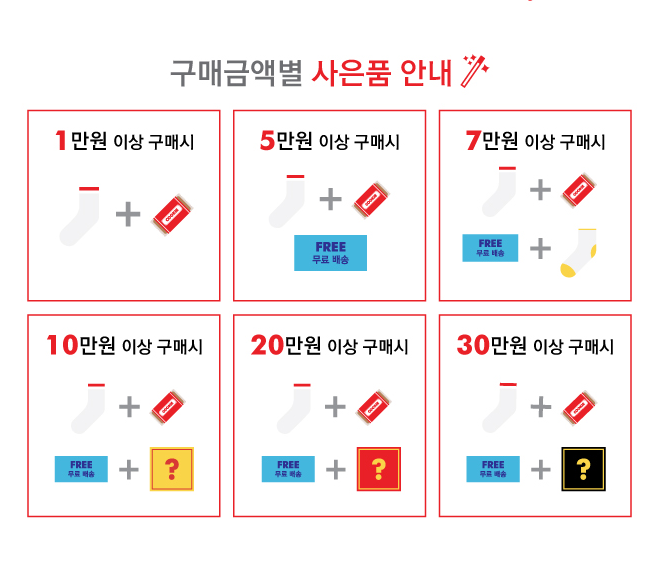 구매금액별 사은품 안내
1만원 이상 구매시
5만원 이상 구매시
7만원 이상 구매시
FREE
무료 배송
FREE
무료 배송
10만원 이상 구매시
20만원 이상 구매시
30만원 이상 구매시
FREE
무료 배송
?
FREE
무료 배송
?
FREE
무료 배송
?